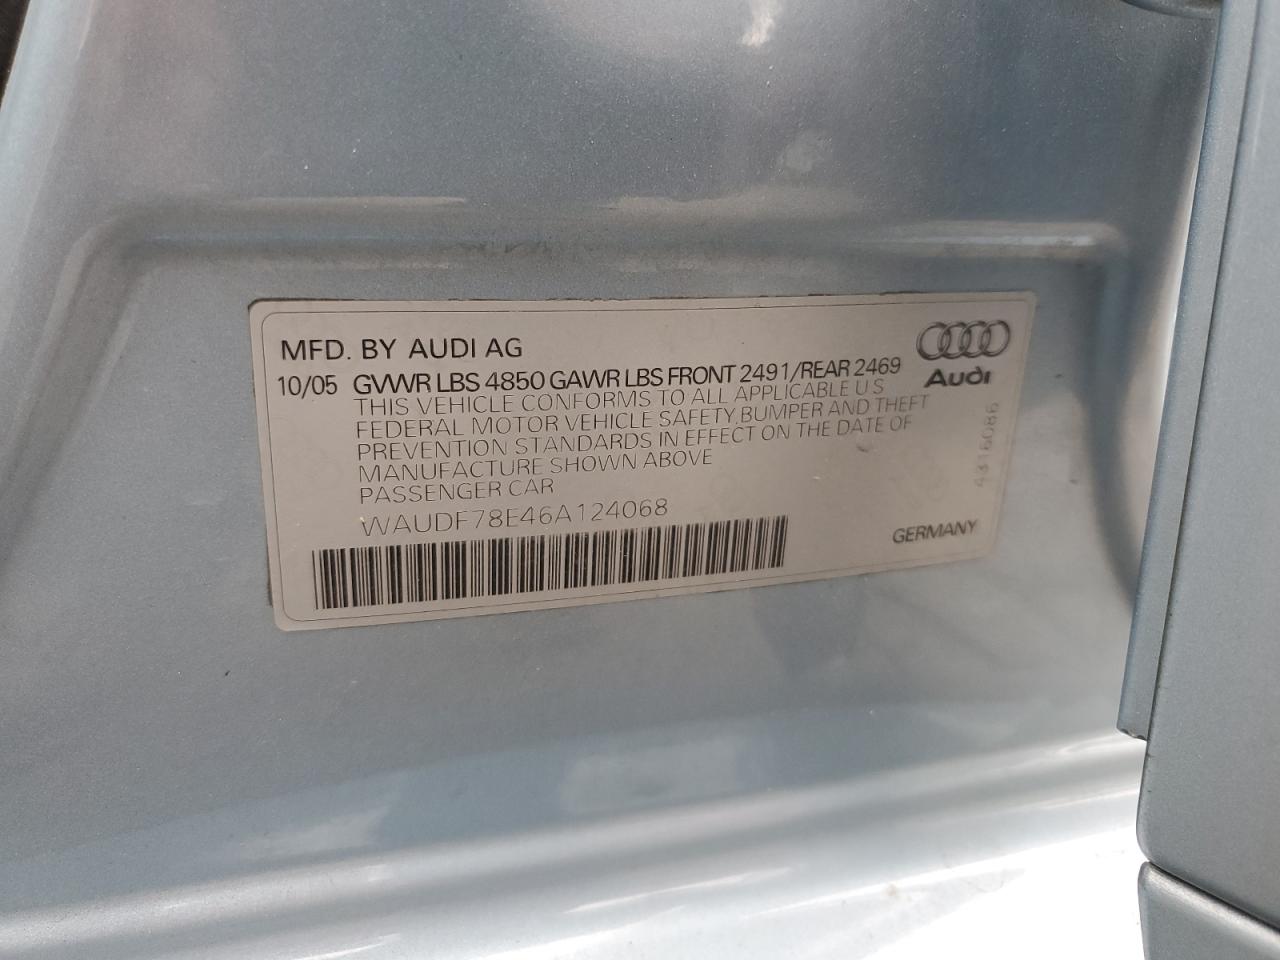 MFD. BY AUDI AG
10/05 GVWR LBS 4850 GAWR LBS FRONT 2491/REAR 2469
THIS VEHICLE CONFORMS TO ALL APPLICABLE U S
FEDERAL MOTOR VEHICLE SAFETY, BUMPER AND THEFT
PREVENTION STANDARDS IN EFFECT ON THE DATE OF
MANUFACTURE SHOWN ABOVE
PASSENGER CAR
WAUDF78E46A124068
Audi
4316086
GERMANY